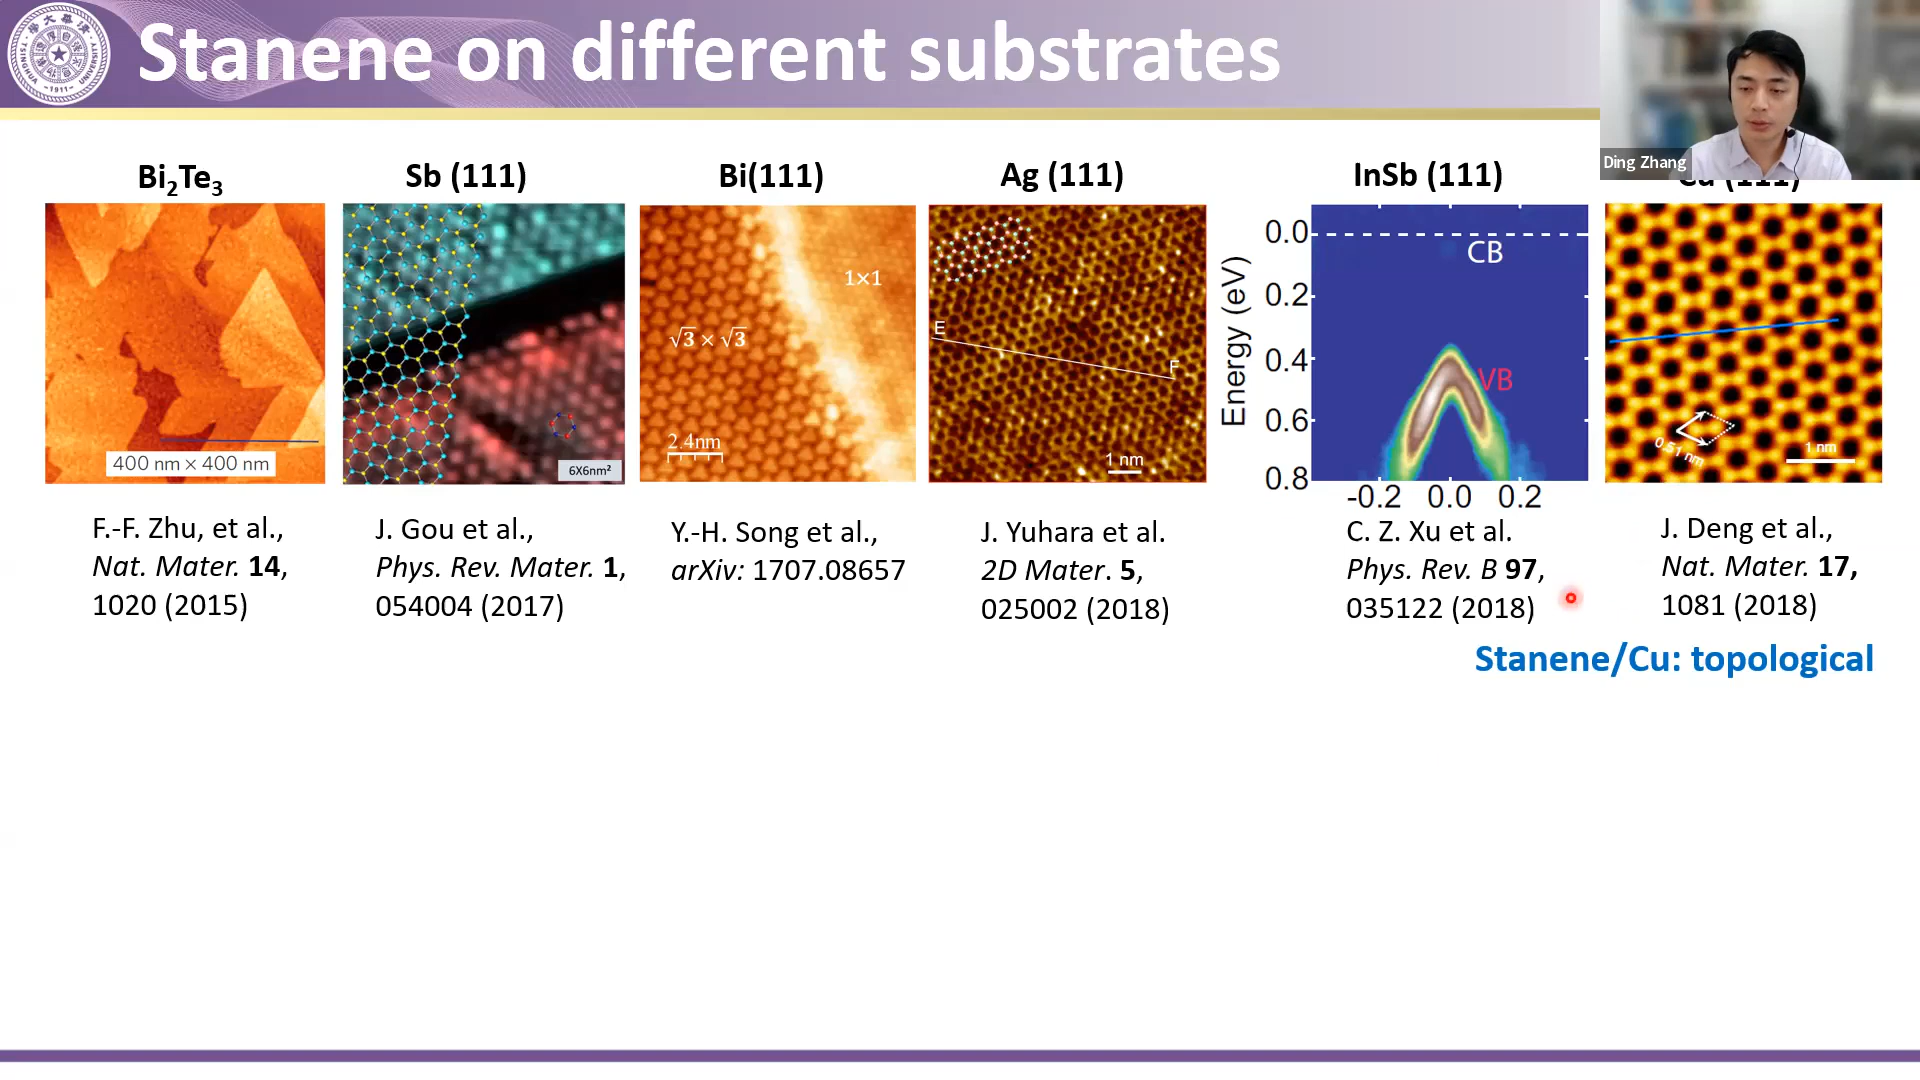 Stanene on different substrates
TSINGHUA UNIVERSITY
-1911-
Ding Zhang
Bi₂Te₃
Sb (111)
Bi(111)
Ag (111)
InSb (111)
400 nm × 400 nm
6X6nm²
√3 × √3
1×1
2.4nm
E
F
1 nm
Energy (eV)
0.0
0.2
0.4
0.6
0.8
CB
VB
-0.2 0.0 0.2
0.51 nm
1 nm
F.-F. Zhu, et al.,
Nat. Mater. 14,
1020 (2015)
J. Gou et al.,
Phys. Rev. Mater. 1,
054004 (2017)
Y.-H. Song et al.,
arXiv: 1707.08657
J. Yuhara et al.
2D Mater. 5,
025002 (2018)
C. Z. Xu et al.
Phys. Rev. B 97,
035122 (2018)
J. Deng et al.,
Nat. Mater. 17,
1081 (2018)
Stanene/Cu: topological